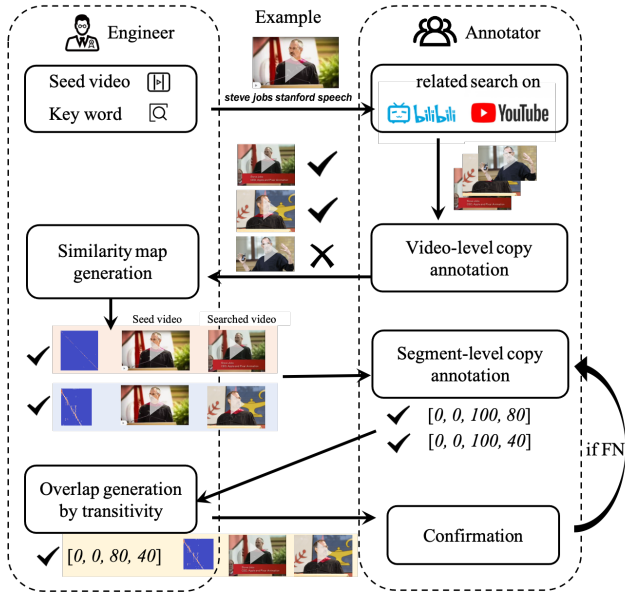 Engineer
Example
Annotator
Seed video
Key word
steve jobs stanford speech
related search on
bilibili
YouTube
Similarity map
generation
Video-level copy
annotation
Seed video
Searched video
Segment-level copy
annotation
[0, 0, 100, 80]
[0, 0, 100, 40]
if FN
Overlap generation
by transitivity
Confirmation
[0, 0, 80, 40]